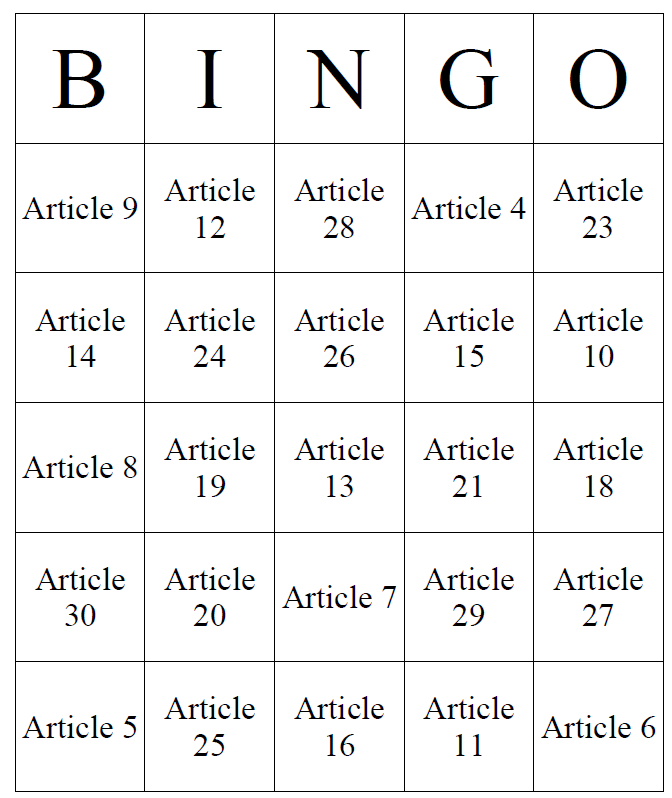 B I N G O
Article 9
Article
12
Article
28
Article 4
Article
23
Article
14
Article
24
Article
26
Article
15
Article
10
Article 8
Article
19
Article
13
Article
21
Article
18
Article
30
Article
20
Article 7
Article
29
Article
27
Article 5
Article
25
Article
16
Article
11
Article 6